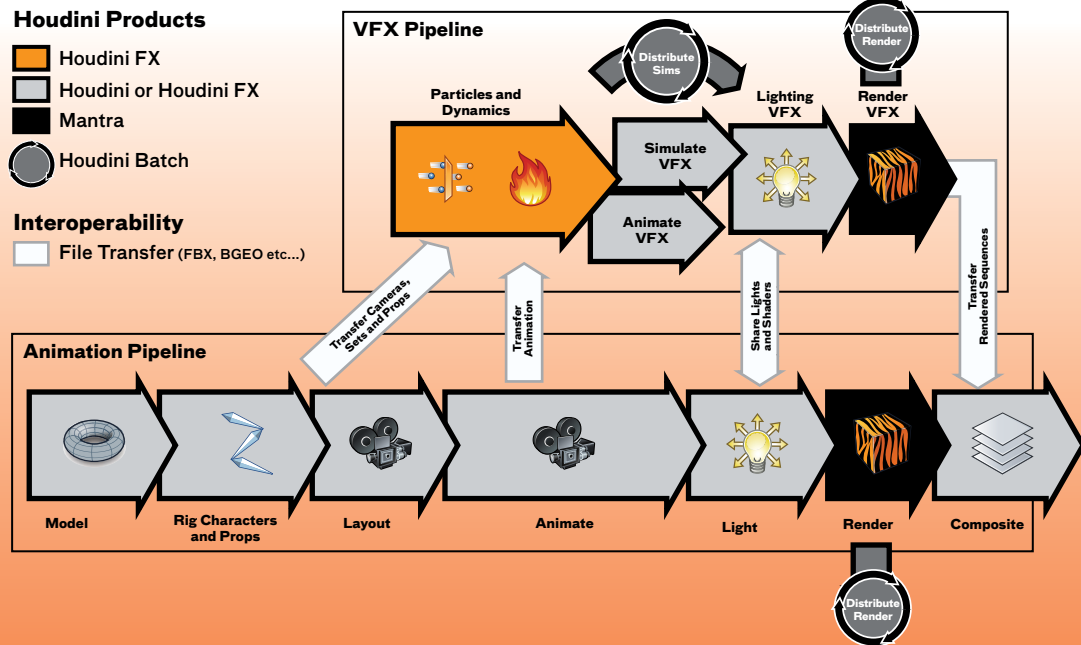 Houdini Products
Houdini FX
Houdini or Houdini FX
Mantra
Houdini Batch
Interoperability
File Transfer (FBX, BGEO etc...)
VFX Pipeline
Distribute
Sims
Distribute
Render
Particles and
Dynamics
Lighting
VFX
Render
VFX
Simulate
VFX
Animate
VFX
Transfer Cameras,
Sets and Props
Transfer
Animation
Share Lights
and Shaders
Transfer
Rendered Sequences
Animation Pipeline
Model
Rig Characters
and Props
Layout
Animate
Light
Render
Composite
Distribute
Render